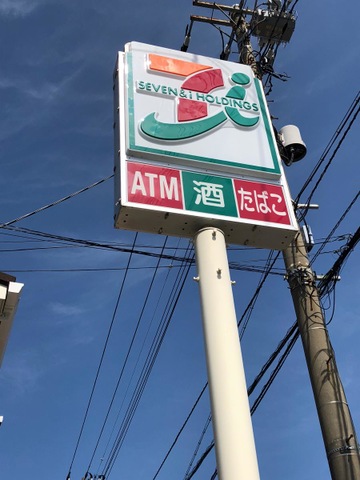 SEVEN&i HOLDINGS
ATM 酒 たばこ